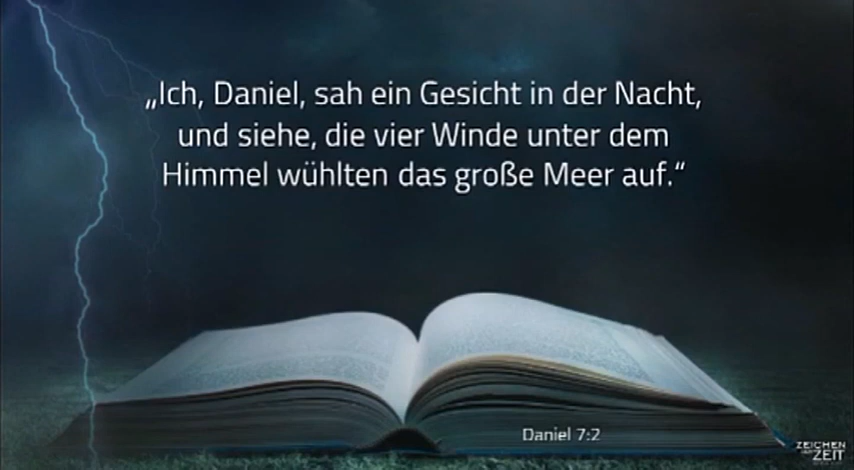 „Ich, Daniel, sah ein Gesicht in der Nacht,
und siehe, die vier Winde unter dem
Himmel wühlten das große Meer auf.“
Daniel 7:2
ZEICHEN
ZEIT